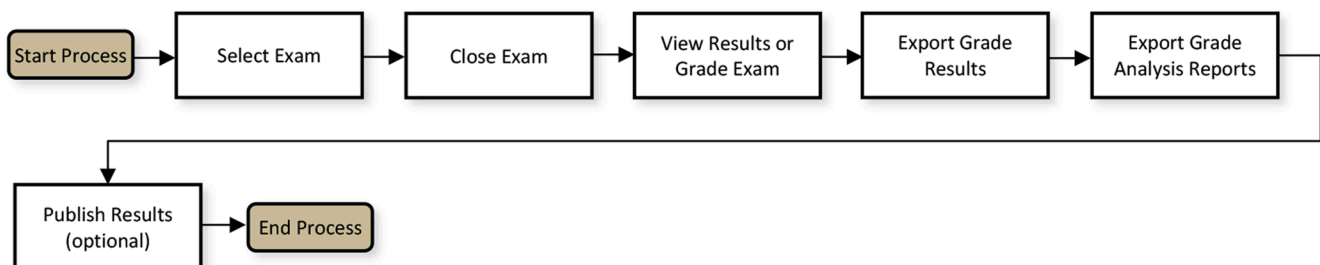 Start Process
Select Exam
Close Exam
View Results or
Grade Exam
Export Grade
Results
Export Grade
Analysis Reports
Publish Results
(optional)
End Process